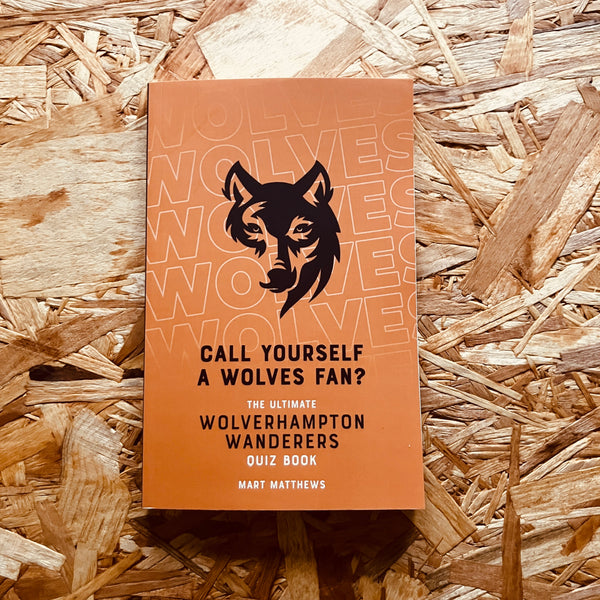 WOLVES
WOLVES
WOLVES
WOLVES
WOLVES
WOLVES
CALL YOURSELF
A WOLVES FAN?
THE ULTIMATE
WOLVERHAMPTON
WANDERERS
QUIZ BOOK
MART MATTHEWS